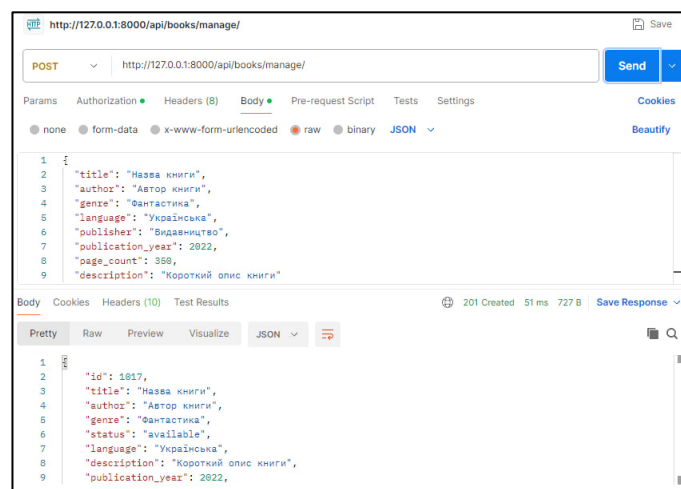 HTTP http://127.0.0.1:8000/api/books/manage/ Save
POST http://127.0.0.1:8000/api/books/manage/ Send
Params Authorization Headers (8) Body Pre-request Script Tests Settings Cookies
none form-data x-www-form-urlencoded raw binary JSON Beautify
1 {
2 "title": "Назва книги",
3 "author": "Автор книги",
4 "genre": "Фантастика",
5 "language": "Українська",
6 "publisher": "Видавництво",
7 "publication_year": 2022,
8 "page_count": 350,
9 "description": "Короткий опис книги"
Body Cookies Headers (10) Test Results 201 Created 51 ms 727 B Save Response
Pretty Raw Preview Visualize JSON
1 {
2 "id": 1017,
3 "title": "Назва книги",
4 "author": "Автор книги",
5 "genre": "Фантастика",
6 "status": "available",
7 "language": "Українська",
8 "description": "Короткий опис книги",
9 "publication_year": 2022,